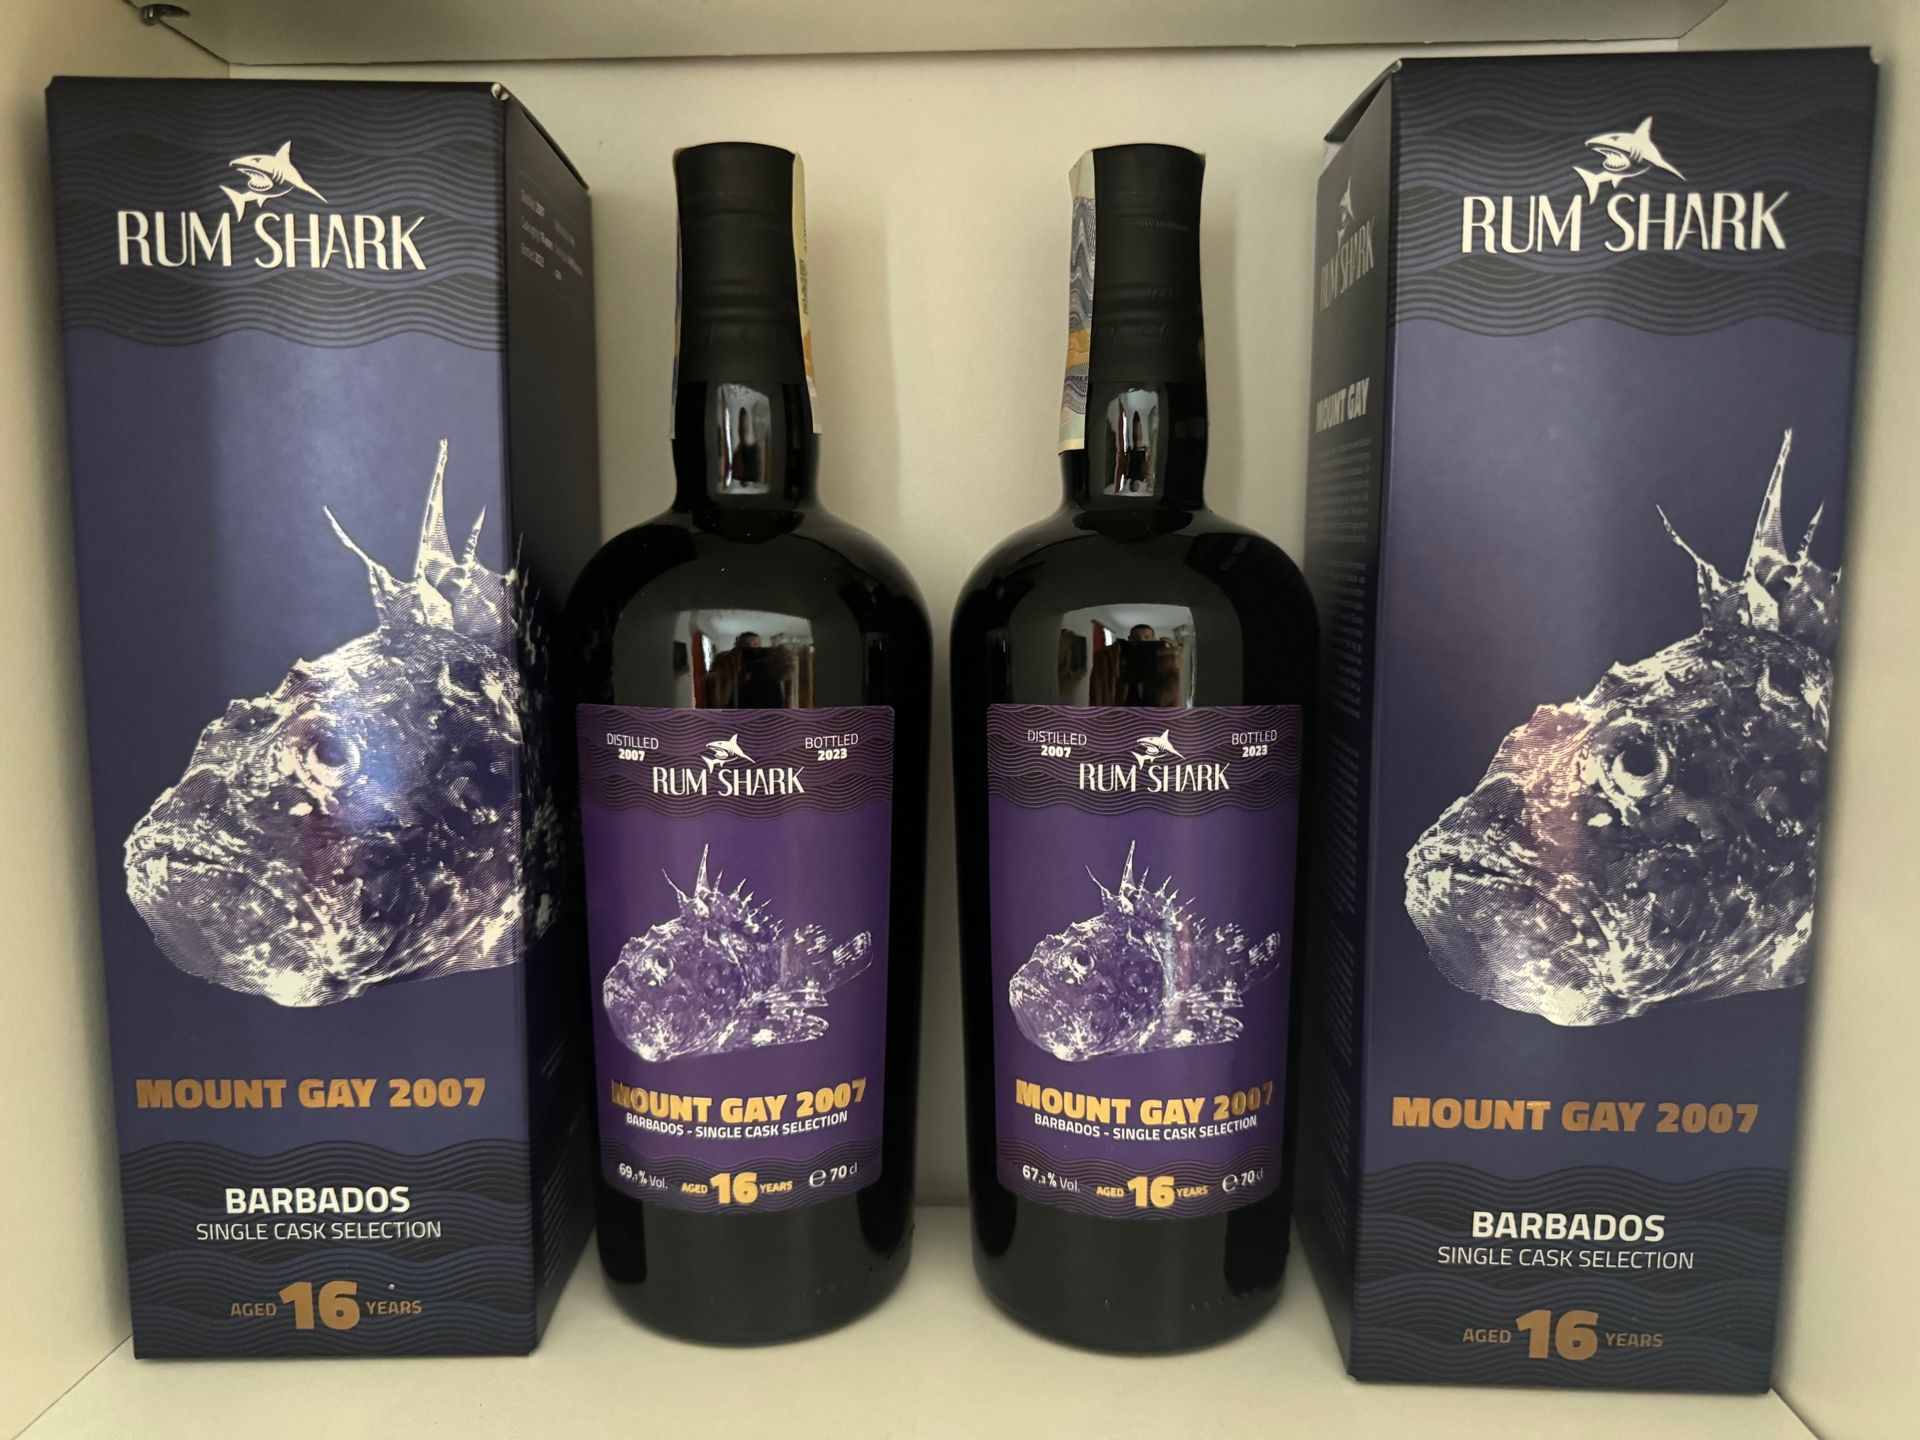 RUM SHARK
MOUNT GAY 2007
BARBADOS
SINGLE CASK SELECTION
AGED 16 YEARS
DISTILLED
2007
BOTTLED
2023
RUM SHARK
MOUNT GAY 2007
BARBADOS - SINGLE CASK SELECTION
69,1% Vol.
AGED 16 YEARS
e 70 cl
DISTILLED
2007
BOTTLED
2023
RUM SHARK
MOUNT GAY 2007
BARBADOS - SINGLE CASK SELECTION
67,3% Vol.
AGED 16 YEARS
e 70 cl
RUM SHARK
MOUNT GAY
RUM SHARK
MOUNT GAY 2007
BARBADOS
SINGLE CASK SELECTION
AGED 16 YEARS